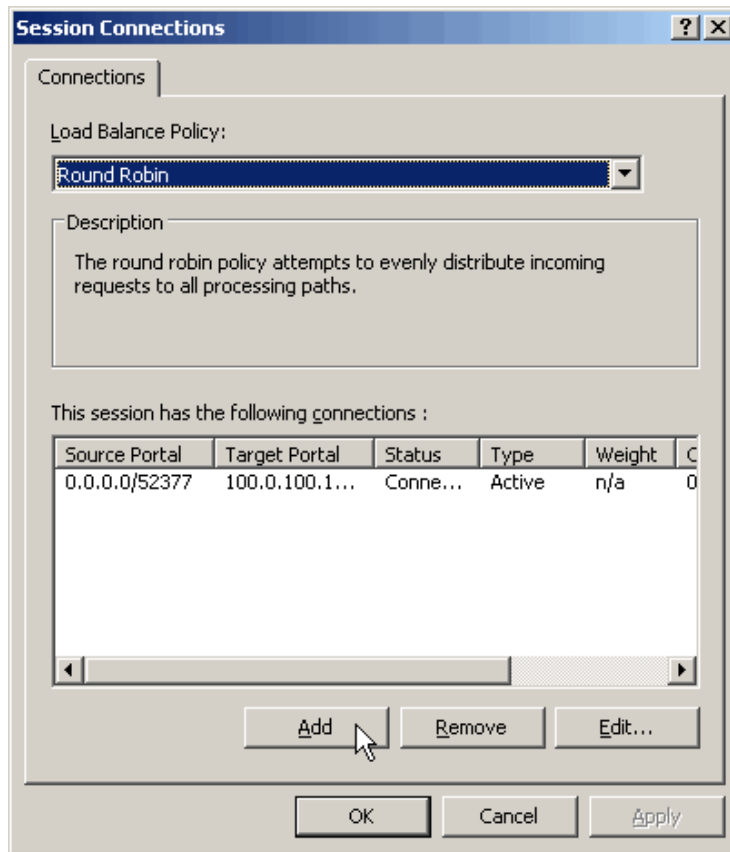 Session Connections
Connections
Load Balance Policy:
Round Robin
Description
The round robin policy attempts to evenly distribute incoming
requests to all processing paths.
This session has the following connections :
Source Portal Target Portal Status Type Weight C
0.0.0.0/52377 100.0.100.1... Conne... Active n/a 0
Add Remove Edit...
OK Cancel Apply